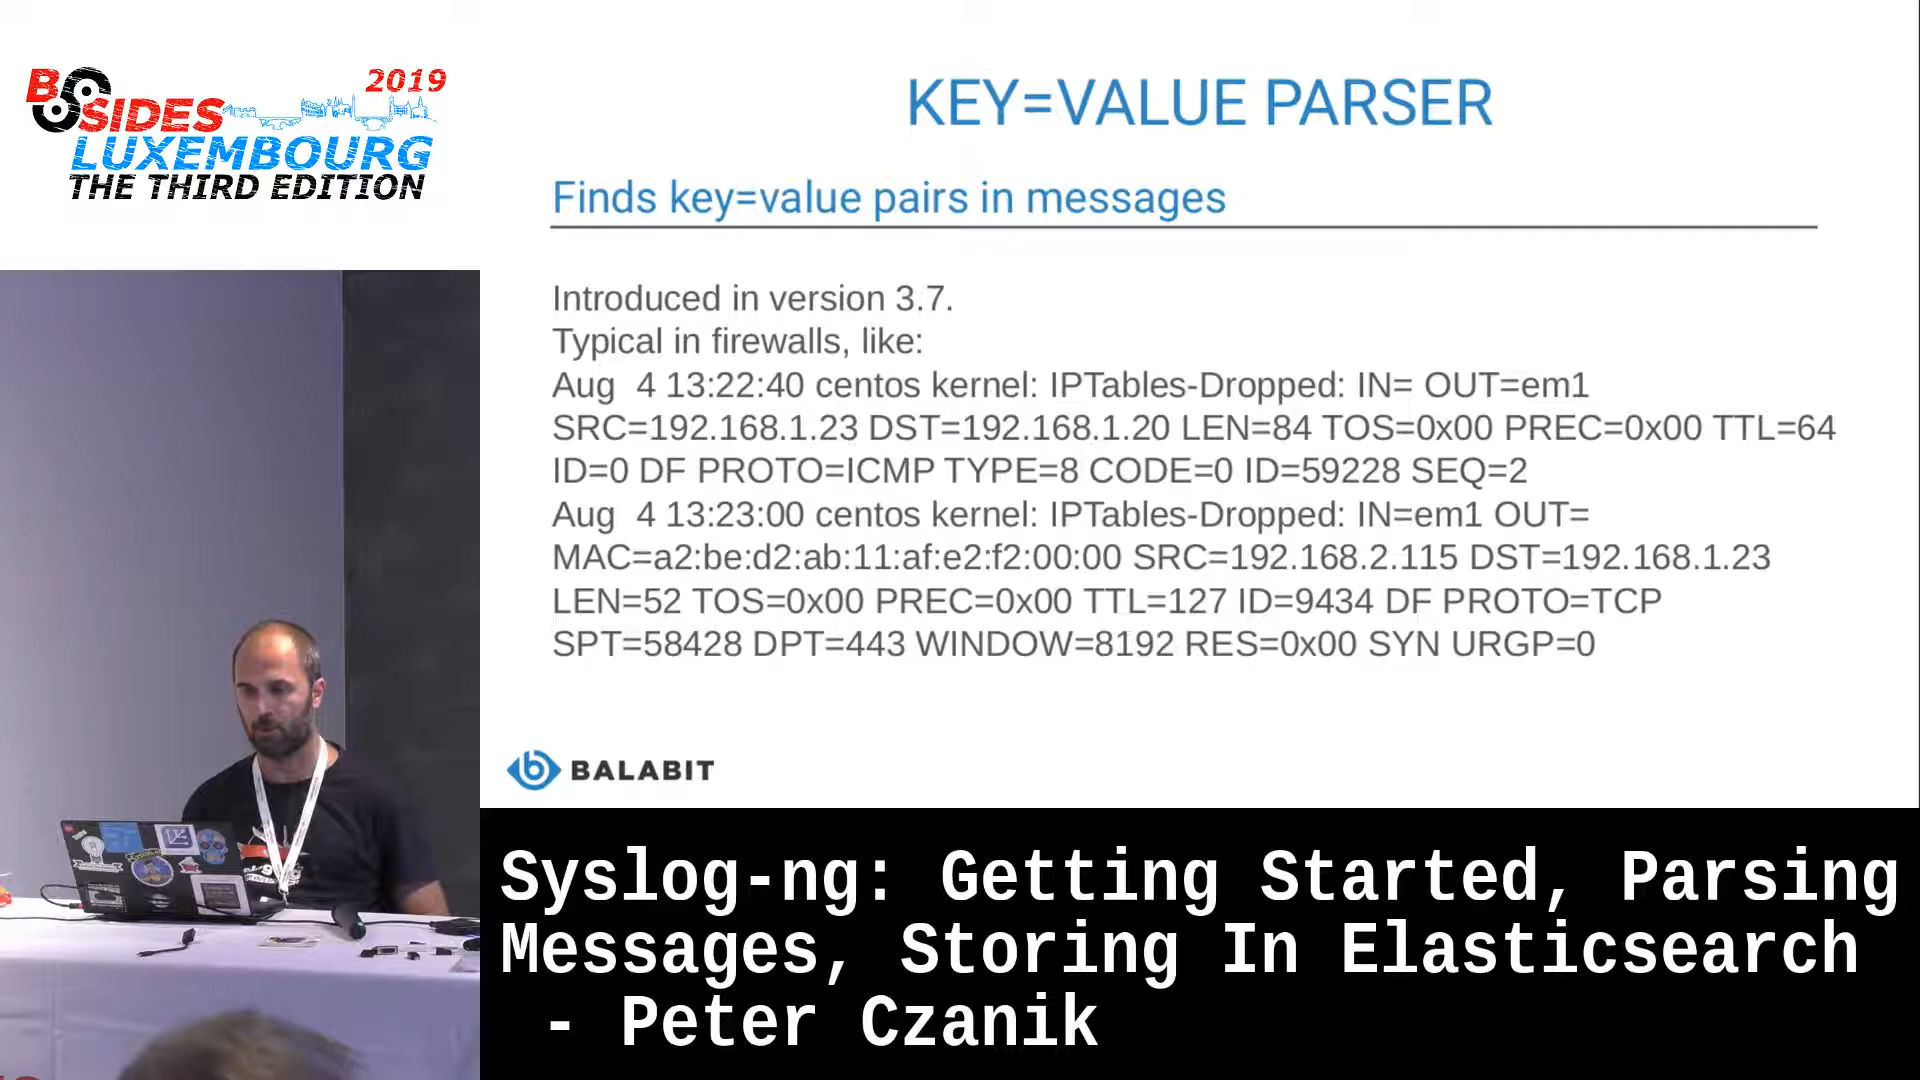 BSIDES 2019
LUXEMBOURG
THE THIRD EDITION
KEY=VALUE PARSER
Finds key=value pairs in messages
Introduced in version 3.7.
Typical in firewalls, like:
Aug  4 13:22:40 centos kernel: IPTables-Dropped: IN= OUT=em1
SRC=192.168.1.23 DST=192.168.1.20 LEN=84 TOS=0x00 PREC=0x00 TTL=64
ID=0 DF PROTO=ICMP TYPE=8 CODE=0 ID=59228 SEQ=2
Aug  4 13:23:00 centos kernel: IPTables-Dropped: IN=em1 OUT=
MAC=a2:be:d2:ab:11:af:e2:f2:00:00 SRC=192.168.2.115 DST=192.168.1.23
LEN=52 TOS=0x00 PREC=0x00 TTL=127 ID=9434 DF PROTO=TCP
SPT=58428 DPT=443 WINDOW=8192 RES=0x00 SYN URGP=0
BALABIT
Syslog-ng: Getting Started, Parsing
Messages, Storing In Elasticsearch
- Peter Czanik